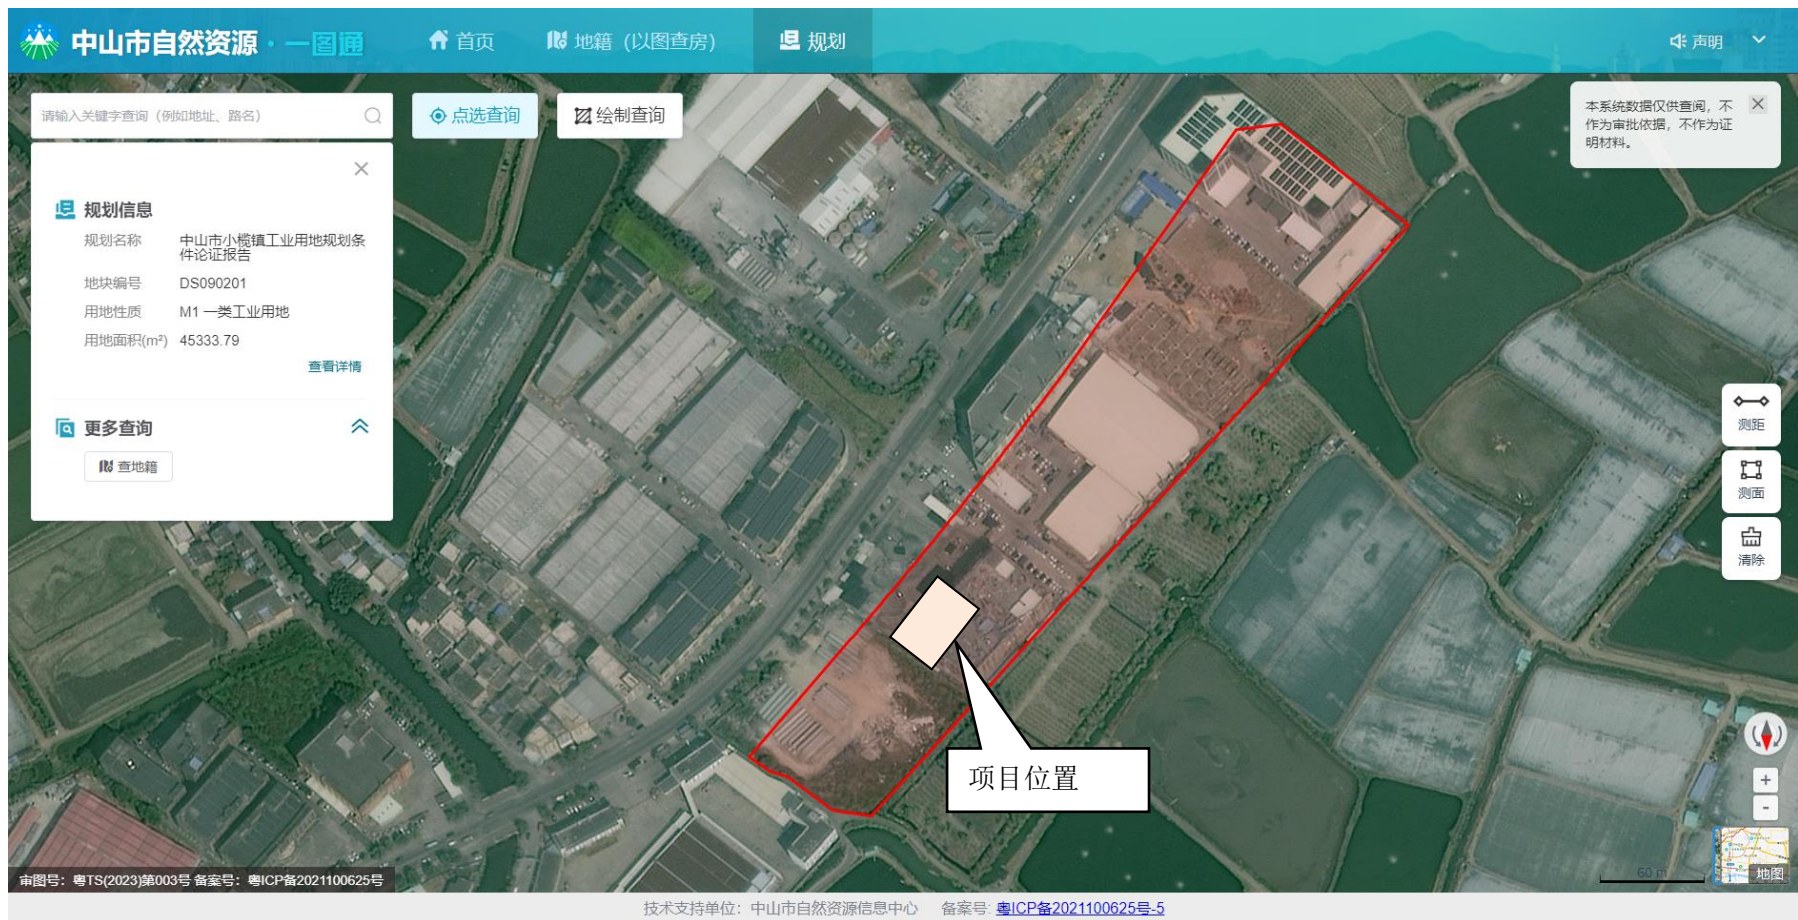 中山市自然资源·一图通
首页
地籍（以图查房）
规划
声明
请输入关键字查询（例如地址、路名）
点选查询
绘制查询
本系统数据仅供查阅，不
作为审批依据，不作为证
明材料。
规划信息
规划名称 中山市小榄镇工业用地规划条
件论证报告
地块编号 DS090201
用地性质 M1 一类工业用地
用地面积(m²) 45333.79
查看详情
更多查询
查地籍
测距
测面
清除
项目位置
+
-
60 m
地图
审图号：粤TS(2023)第003号 备案号：粤ICP备2021100625号
技术支持单位：中山市自然资源信息中心 备案号: 粤ICP备2021100625号-5